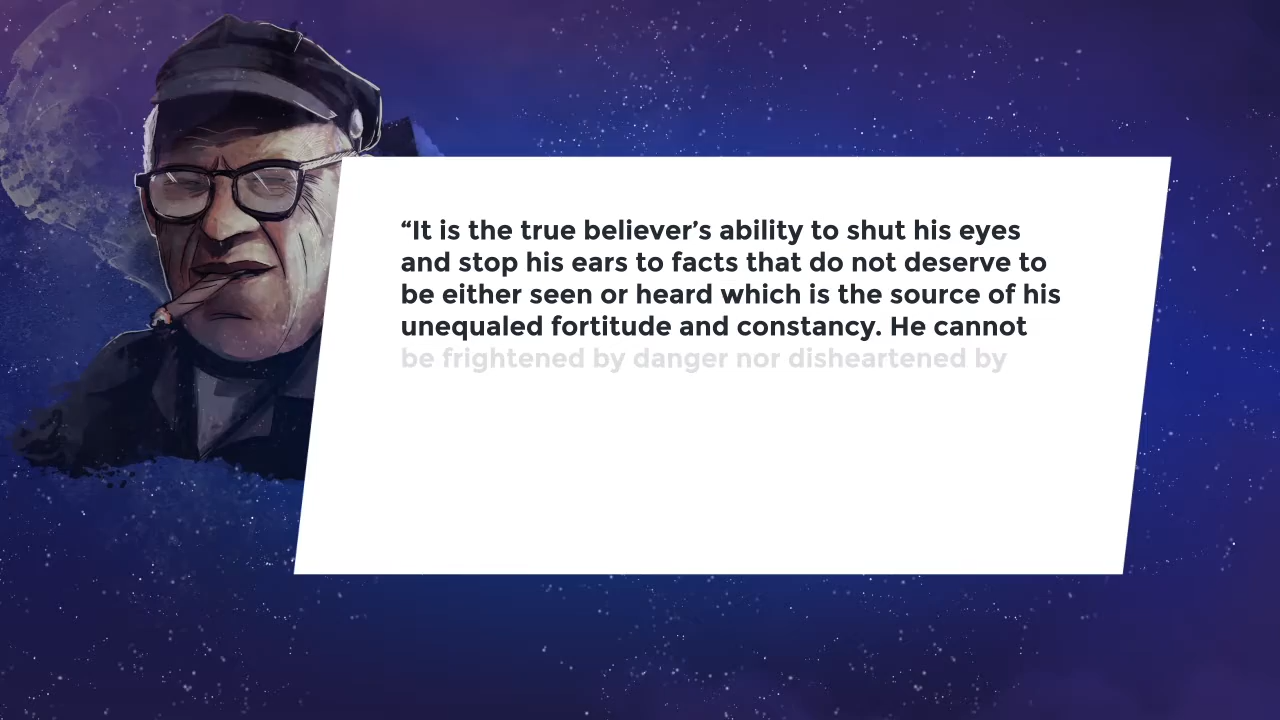 “It is the true believer’s ability to shut his eyes
and stop his ears to facts that do not deserve to
be either seen or heard which is the source of his
unequaled fortitude and constancy. He cannot
be frightened by danger nor disheartened by